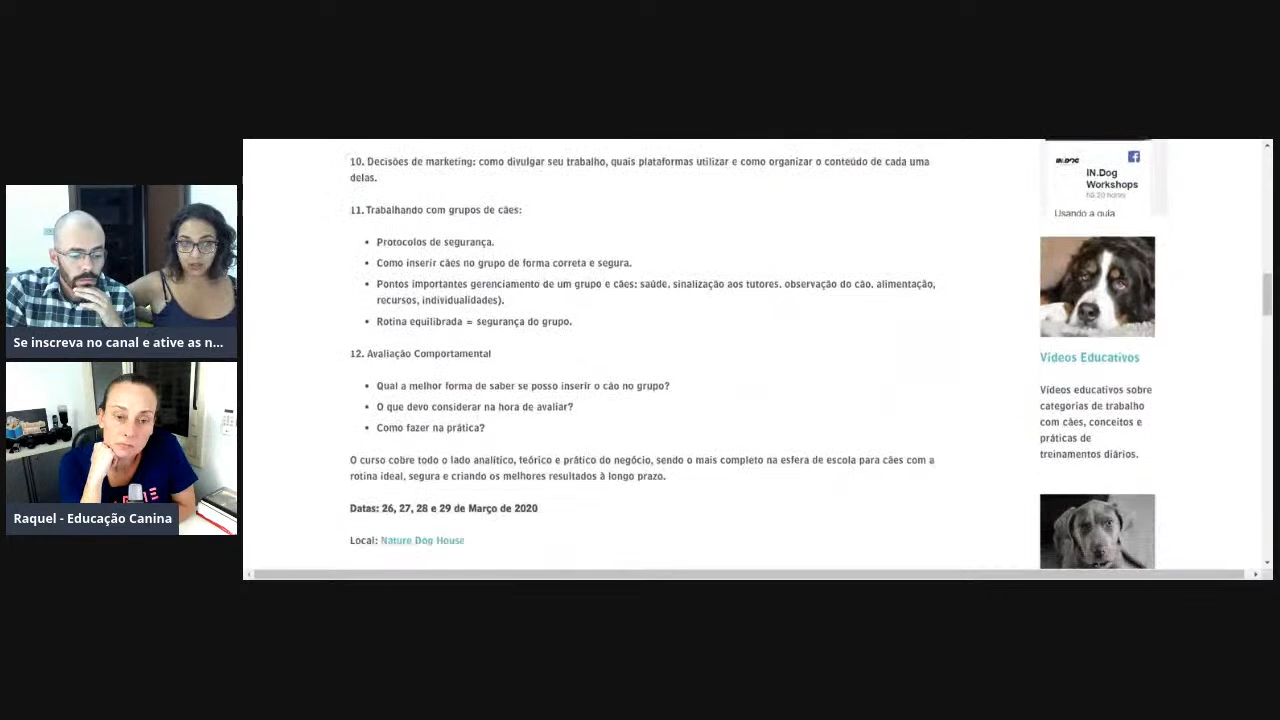 10. Decisões de marketing: como divulgar seu trabalho, quais plataformas utilizar e como organizar o conteúdo de cada uma
delas.
11. Trabalhando com grupos de cães:
• Protocolos de segurança.
• Como inserir cães no grupo de forma correta e segura.
• Pontos importantes gerenciamento de um grupo e cães: saúde, sinalização aos tutores, observação do cão, alimentação,
recursos, individualidades).
• Rotina equilibrada = segurança do grupo.
12. Avaliação Comportamental
• Qual a melhor forma de saber se posso inserir o cão no grupo?
• O que devo considerar na hora de avaliar?
• Como fazer na prática?
O curso cobre todo o lado analítico, teórico e prático do negócio, sendo o mais completo na esfera de escola para cães com a
rotina ideal, segura e criando os melhores resultados à longo prazo.
Datas: 26, 27, 28 e 29 de Março de 2020
Local: Nature Dog House
IN.DOG
IN.Dog
Workshops
há 20 horas
Usando a guia
Vídeos Educativos
Vídeos educativos sobre
categorias de trabalho
com cães, conceitos e
práticas de
treinamentos diários.
Se inscreva no canal e ative as n...
Raquel - Educação Canina